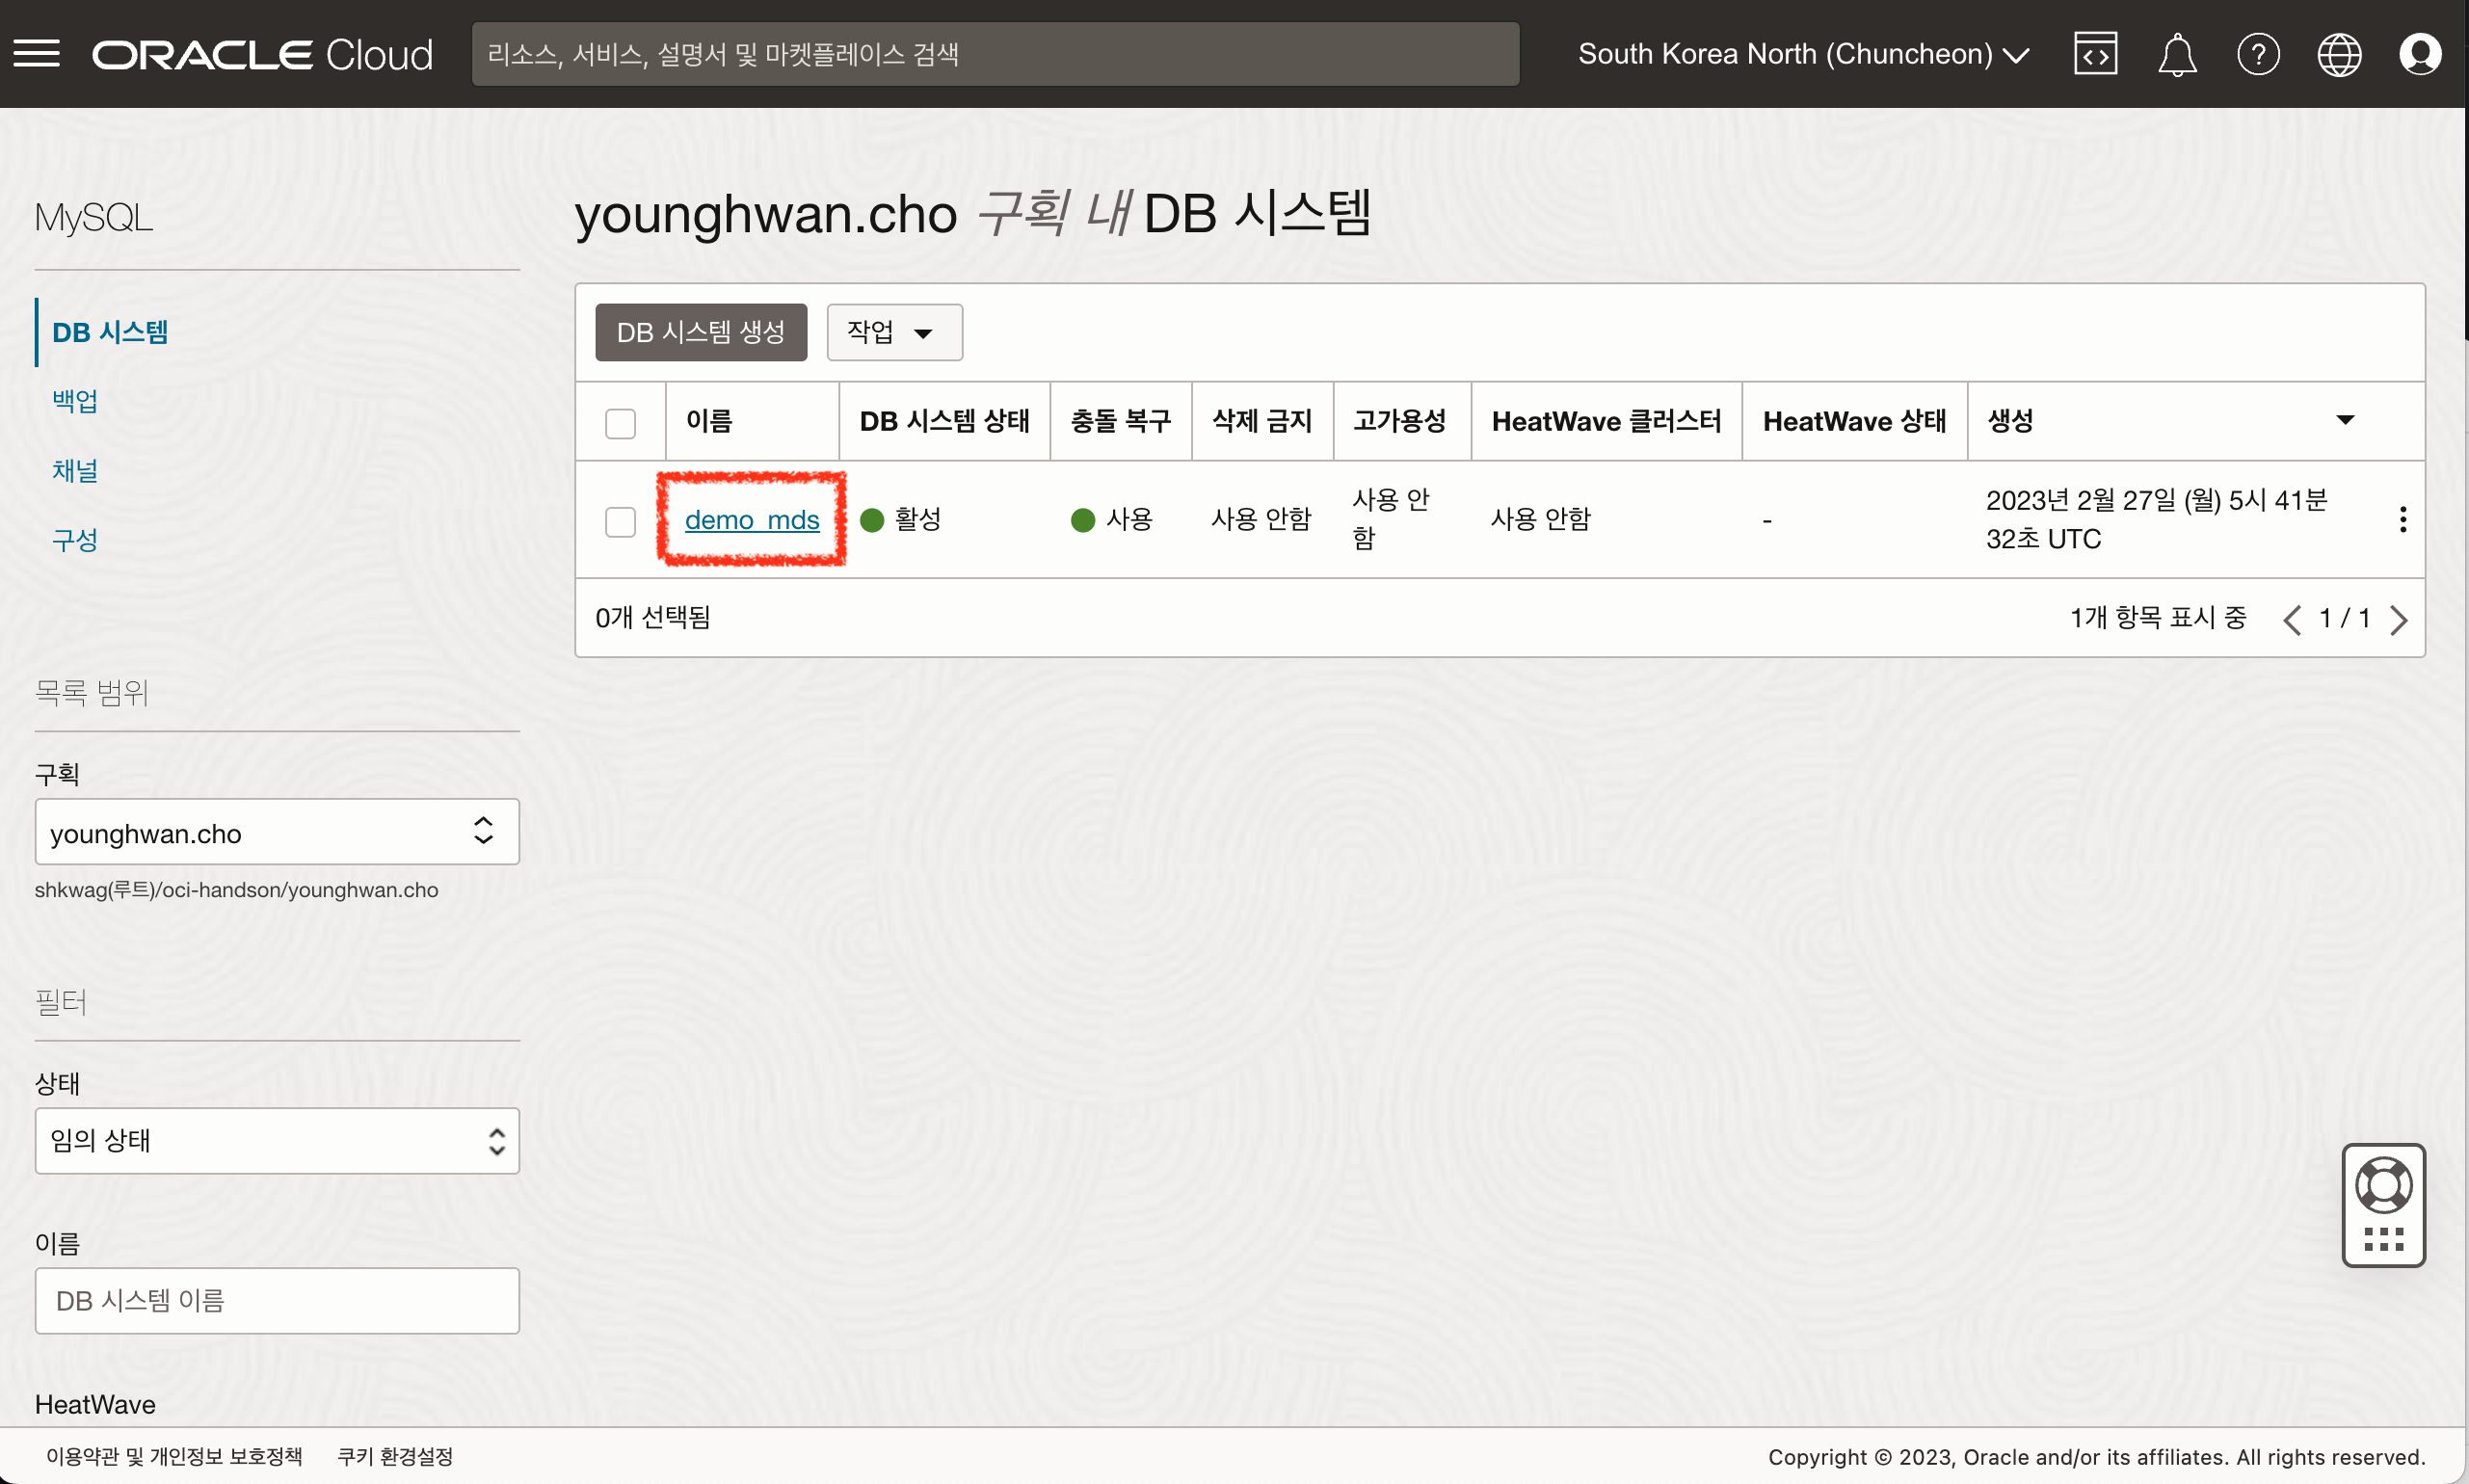 ORACLE Cloud
리소스, 서비스, 설명서 및 마켓플레이스 검색
South Korea North (Chuncheon)
MySQL
DB 시스템
백업
채널
구성
목록 범위
구획
younghwan.cho
shkwag(루트)/oci-handson/younghwan.cho
필터
상태
임의 상태
이름
DB 시스템 이름
HeatWave
younghwan.cho 구획 내 DB 시스템
DB 시스템 생성 작업
이름 DB 시스템 상태 충돌 복구 삭제 금지 고가용성 HeatWave 클러스터 HeatWave 상태 생성
demo_mds 활성 사용 사용 안함 사용 안함 사용 안함 - 2023년 2월 27일 (월) 5시 41분 32초 UTC
0개 선택됨 1개 항목 표시 중 1 / 1
이용약관 및 개인정보 보호정책 쿠키 환경설정
Copyright © 2023, Oracle and/or its affiliates. All rights reserved.